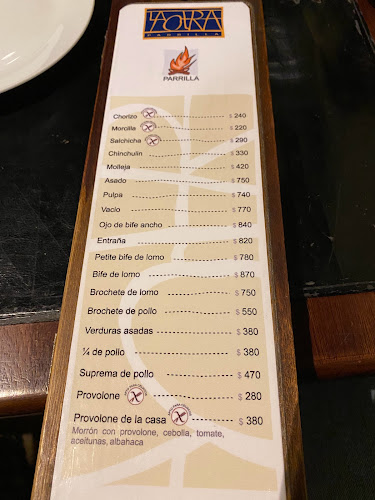 LA OTRA
PARRILLA
PARRILLA
Chorizo $ 240
Morcilla $ 220
Salchicha $ 290
Chinchulín $ 330
Molleja $ 420
Asado $ 750
Pulpa $ 740
Vacío $ 770
Ojo de bife ancho $ 840
Entraña $ 820
Petite bife de lomo $ 780
Bife de lomo $ 870
Brochete de lomo $ 750
Brochete de pollo $ 550
Verduras asadas $ 380
¼ de pollo $ 380
Suprema de pollo $ 470
Provolone $ 280
Provolone de la casa $ 380
Morrón con provolone, cebolla, tomate,
aceitunas, albahaca